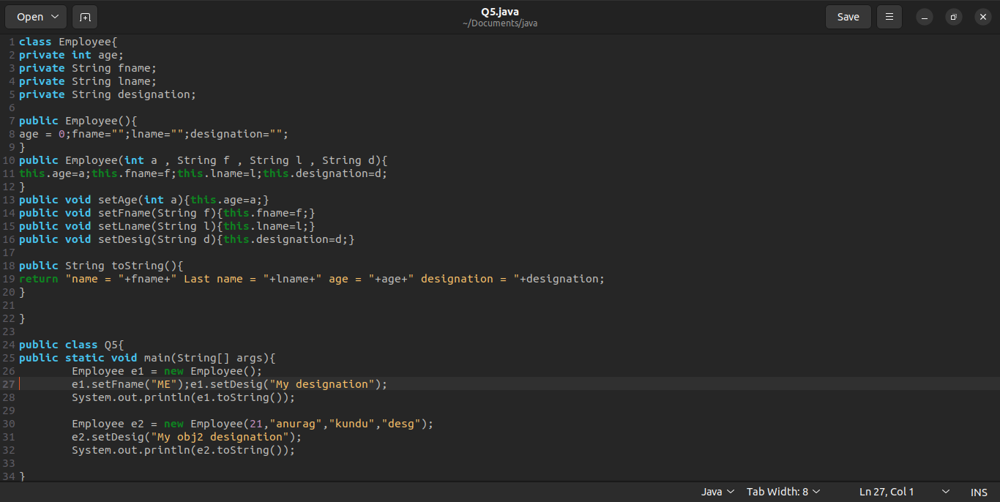 Open
Q5.java
~/Documents/java
Save
1 class Employee{
2 private int age;
3 private String fname;
4 private String lname;
5 private String designation;
6
7 public Employee(){
8 age = 0;fname="";lname="";designation="";
9 }
10 public Employee(int a , String f , String l , String d){
11 this.age=a;this.fname=f;this.lname=l;this.designation=d;
12 }
13 public void setAge(int a){this.age=a;}
14 public void setFname(String f){this.fname=f;}
15 public void setLname(String l){this.lname=l;}
16 public void setDesig(String d){this.designation=d;}
17
18 public String toString(){
19 return "name = "+fname+" Last name = "+lname+" age = "+age+" designation = "+designation;
20 }
21
22 }
23
24 public class Q5{
25 public static void main(String[] args){
26         Employee e1 = new Employee();
27         e1.setFname("ME");e1.setDesig("My designation");
28         System.out.println(e1.toString());
29
30         Employee e2 = new Employee(21,"anurag","kundu","desg");
31         e2.setDesig("My obj2 designation");
32         System.out.println(e2.toString());
33
34 }
Java Tab Width: 8 Ln 27, Col 1 INS